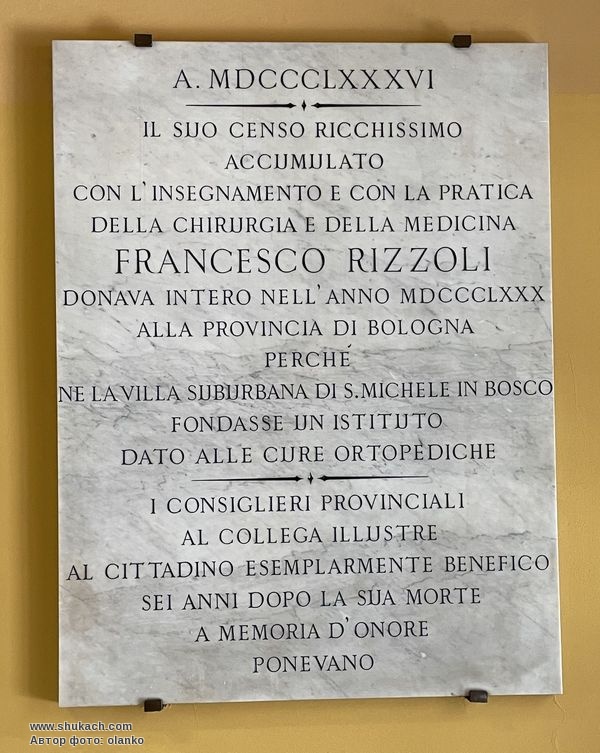 A. MDCCCLXXXVI
IL SUO CENSO RICCHISSIMO
ACCUMULATO
CON L'INSEGNAMENTO E CON LA PRATICA
DELLA CHIRURGIA E DELLA MEDICINA
FRANCESCO RIZZOLI
DONAVA INTERO NELL'ANNO MDCCCLXXX
ALLA PROVINCIA DI BOLOGNA
PERCHÉ
NE LA VILLA SUBURBANA DI S. MICHELE IN BOSCO
FONDASSE UN ISTITUTO
DATO ALLE CURE ORTOPEDICHE
I CONSIGLIERI PROVINCIALI
AL COLLEGA ILLUSTRE
AL CITTADINO ESEMPLARMENTE BENEFICO
SEI ANNI DOPO LA SUA MORTE
A MEMORIA D'ONORE
PONEVANO
www.shukach.com
Автор фото: olanko